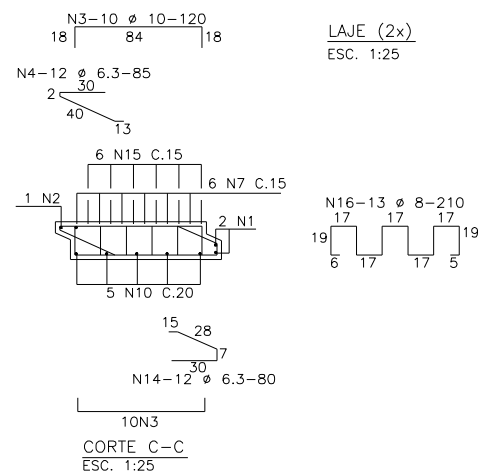 N3-10 ø 10-120
18 84 18
LAJE (2x)
ESC. 1:25
N4-12 ø 6.3-85
30
2
40
13
6 N15 C.15
6 N7 C.15
1 N2
2 N1
5 N10 C.20
N16-13 ø 8-210
17 17 17
19 19
6 17 17 5
15
28
7
30
N14-12 ø 6.3-80
10N3
CORTE C-C
ESC. 1:25